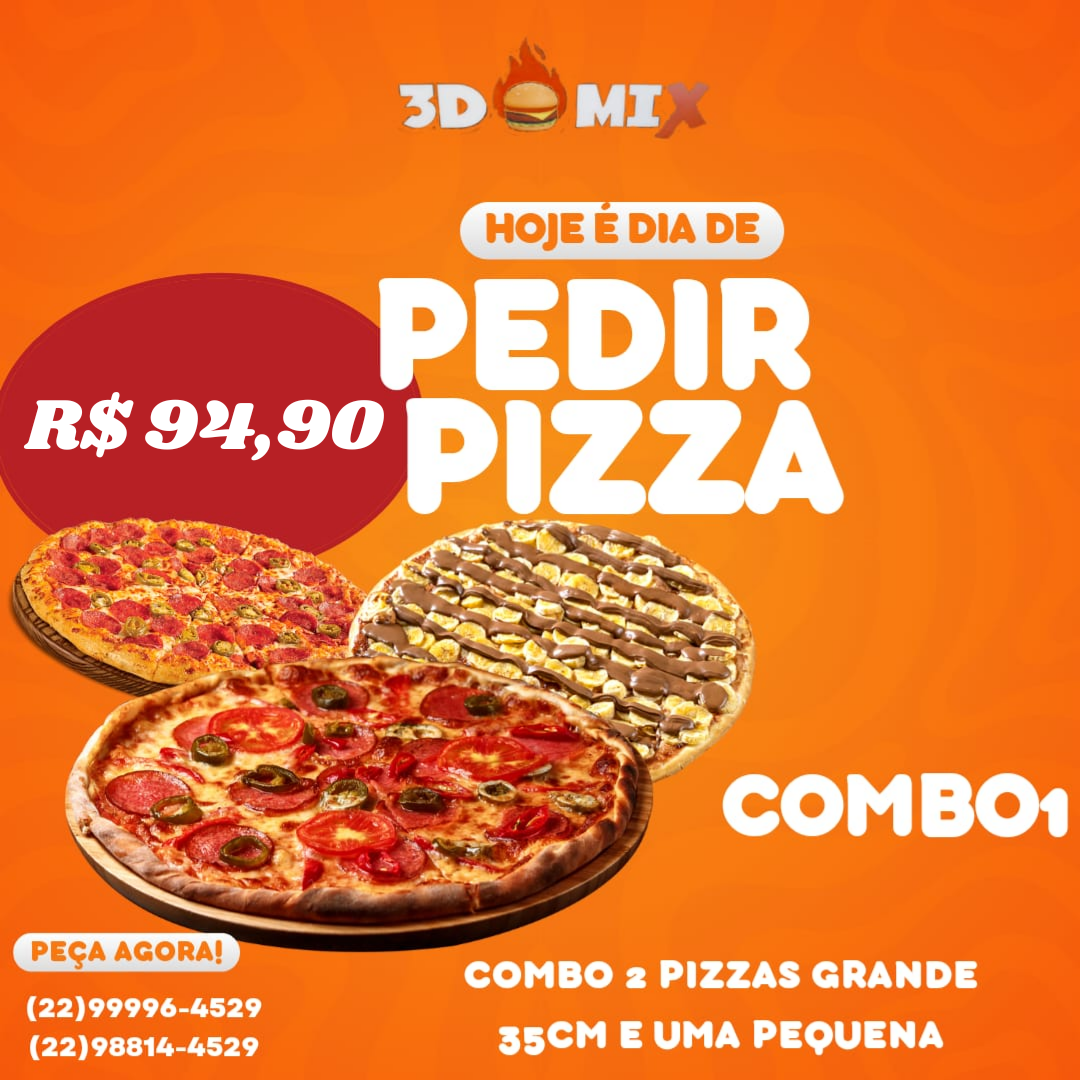 3D MIX
HOJE É DIA DE
PEDIR
PIZZA
R$ 94,90
COMBO1
PEÇA AGORA!
(22)99996-4529
(22)98814-4529
COMBO 2 PIZZAS GRANDE
35CM E UMA PEQUENA